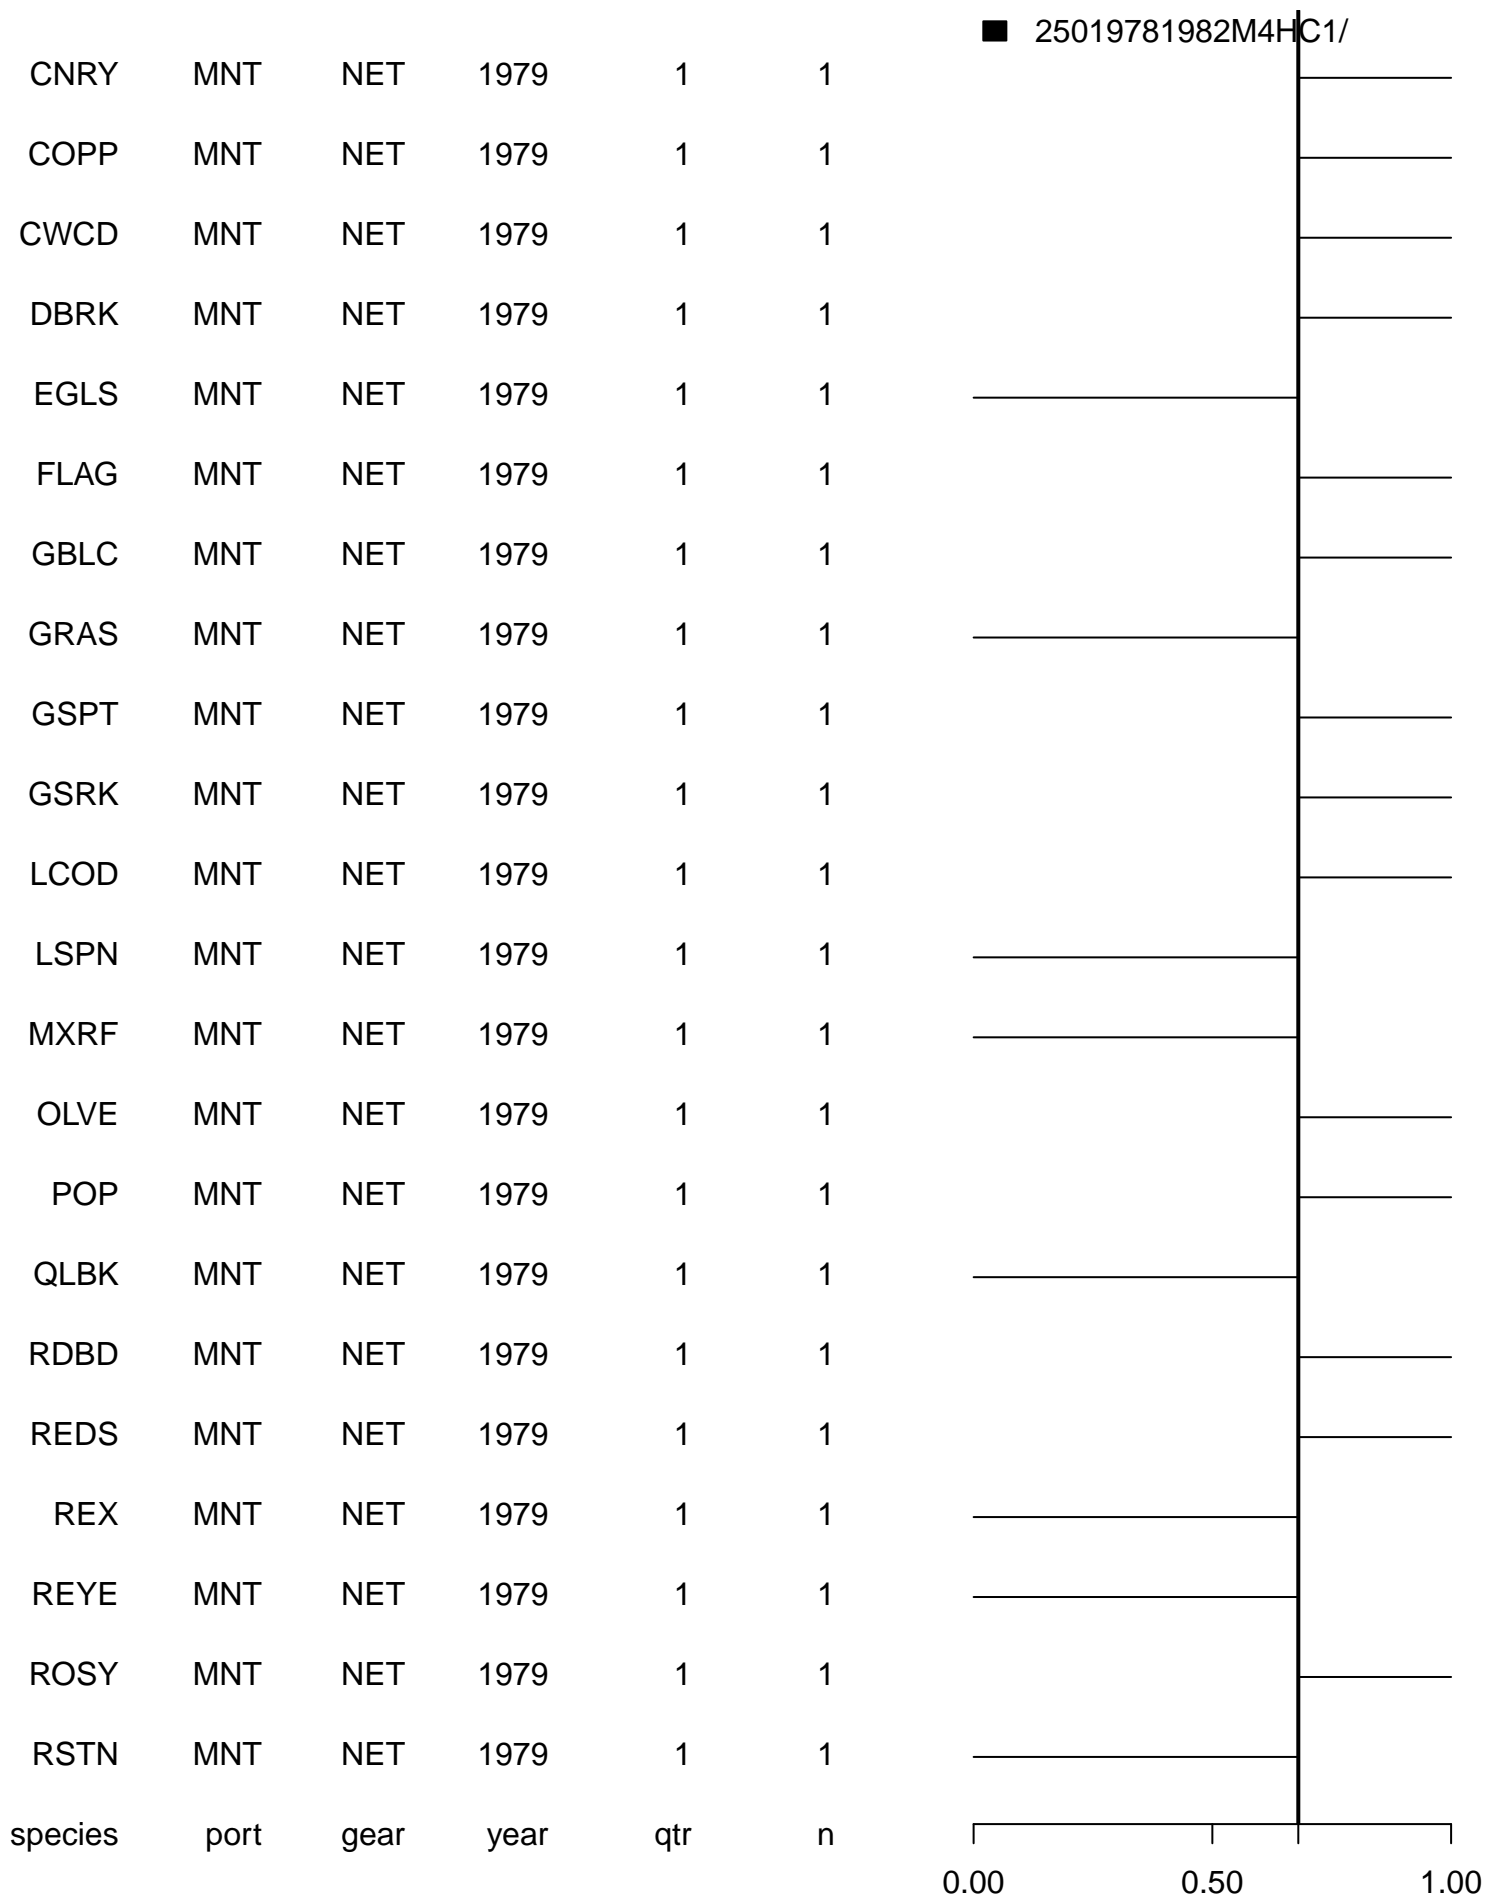 25019781982M4HC1/
CNRY MNT NET 1979 1 1
COPP MNT NET 1979 1 1
CWCD MNT NET 1979 1 1
DBRK MNT NET 1979 1 1
EGLS MNT NET 1979 1 1
FLAG MNT NET 1979 1 1
GBLC MNT NET 1979 1 1
GRAS MNT NET 1979 1 1
GSPT MNT NET 1979 1 1
GSRK MNT NET 1979 1 1
LCOD MNT NET 1979 1 1
LSPN MNT NET 1979 1 1
MXRF MNT NET 1979 1 1
OLVE MNT NET 1979 1 1
POP MNT NET 1979 1 1
QLBK MNT NET 1979 1 1
RDBD MNT NET 1979 1 1
REDS MNT NET 1979 1 1
REX MNT NET 1979 1 1
REYE MNT NET 1979 1 1
ROSY MNT NET 1979 1 1
RSTN MNT NET 1979 1 1
species port gear year qtr n
0.00 0.50 1.00